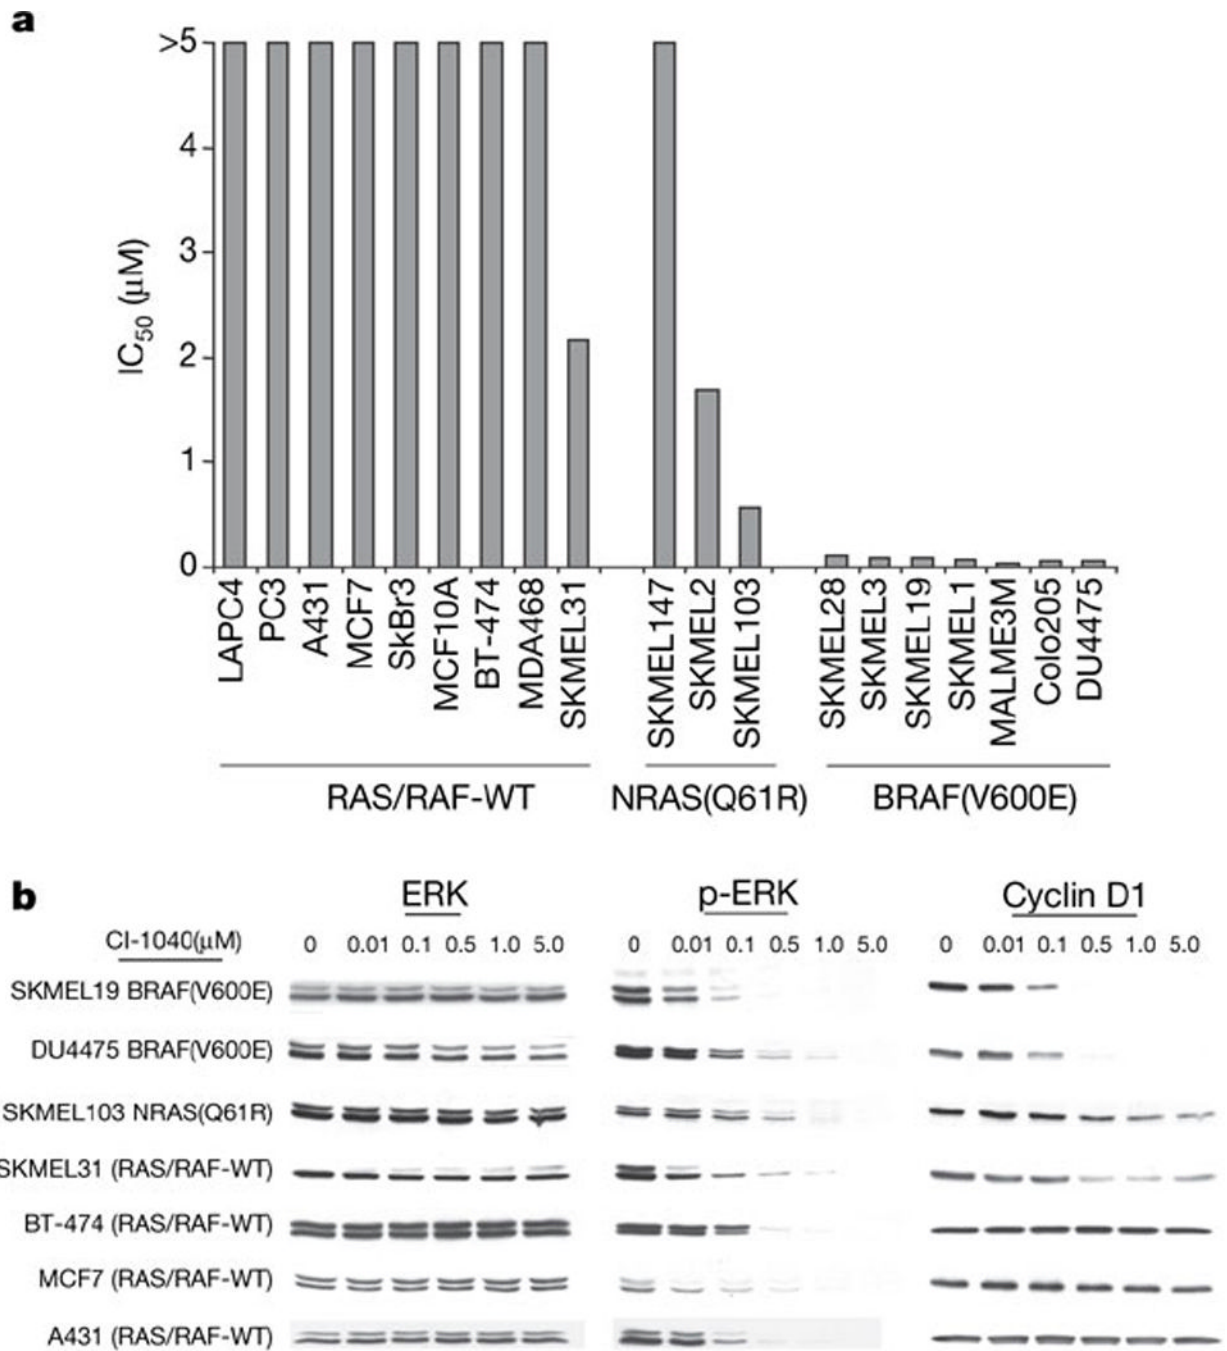 a
>5
4
3
2
1
0
IC50 (μM)
LAPC4
PC3
A431
MCF7
SkBr3
MCF10A
BT-474
MDA468
SKMEL31
SKMEL147
SKMEL2
SKMEL103
SKMEL28
SKMEL3
SKMEL19
SKMEL1
MALME3M
Colo205
DU4475
RAS/RAF-WT NRAS(Q61R) BRAF(V600E)
b
ERK p-ERK Cyclin D1
CI-1040(μM) 0 0.01 0.1 0.5 1.0 5.0 0 0.01 0.1 0.5 1.0 5.0 0 0.01 0.1 0.5 1.0 5.0
SKMEL19 BRAF(V600E)
DU4475 BRAF(V600E)
SKMEL103 NRAS(Q61R)
SKMEL31 (RAS/RAF-WT)
BT-474 (RAS/RAF-WT)
MCF7 (RAS/RAF-WT)
A431 (RAS/RAF-WT)